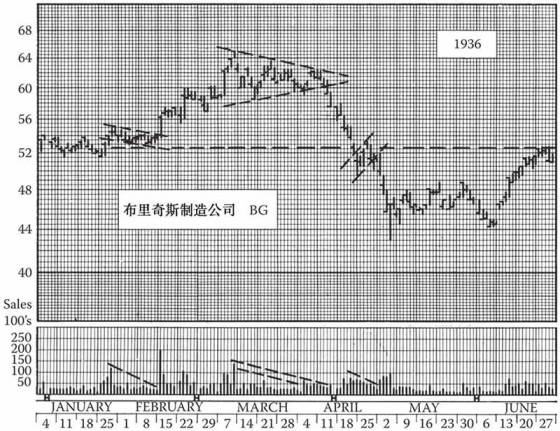 68
64
60
56
52
48
44
40
1936
布里奇斯制造公司 BG
Sales
100's
250
200
150
100
50
JANUARY FEBRUARY MARCH APRIL MAY JUNE
4 11 18 25 1 8 15 22 29 7 14 21 28 4 11 18 25 2 9 16 23 30 6 13 20 27